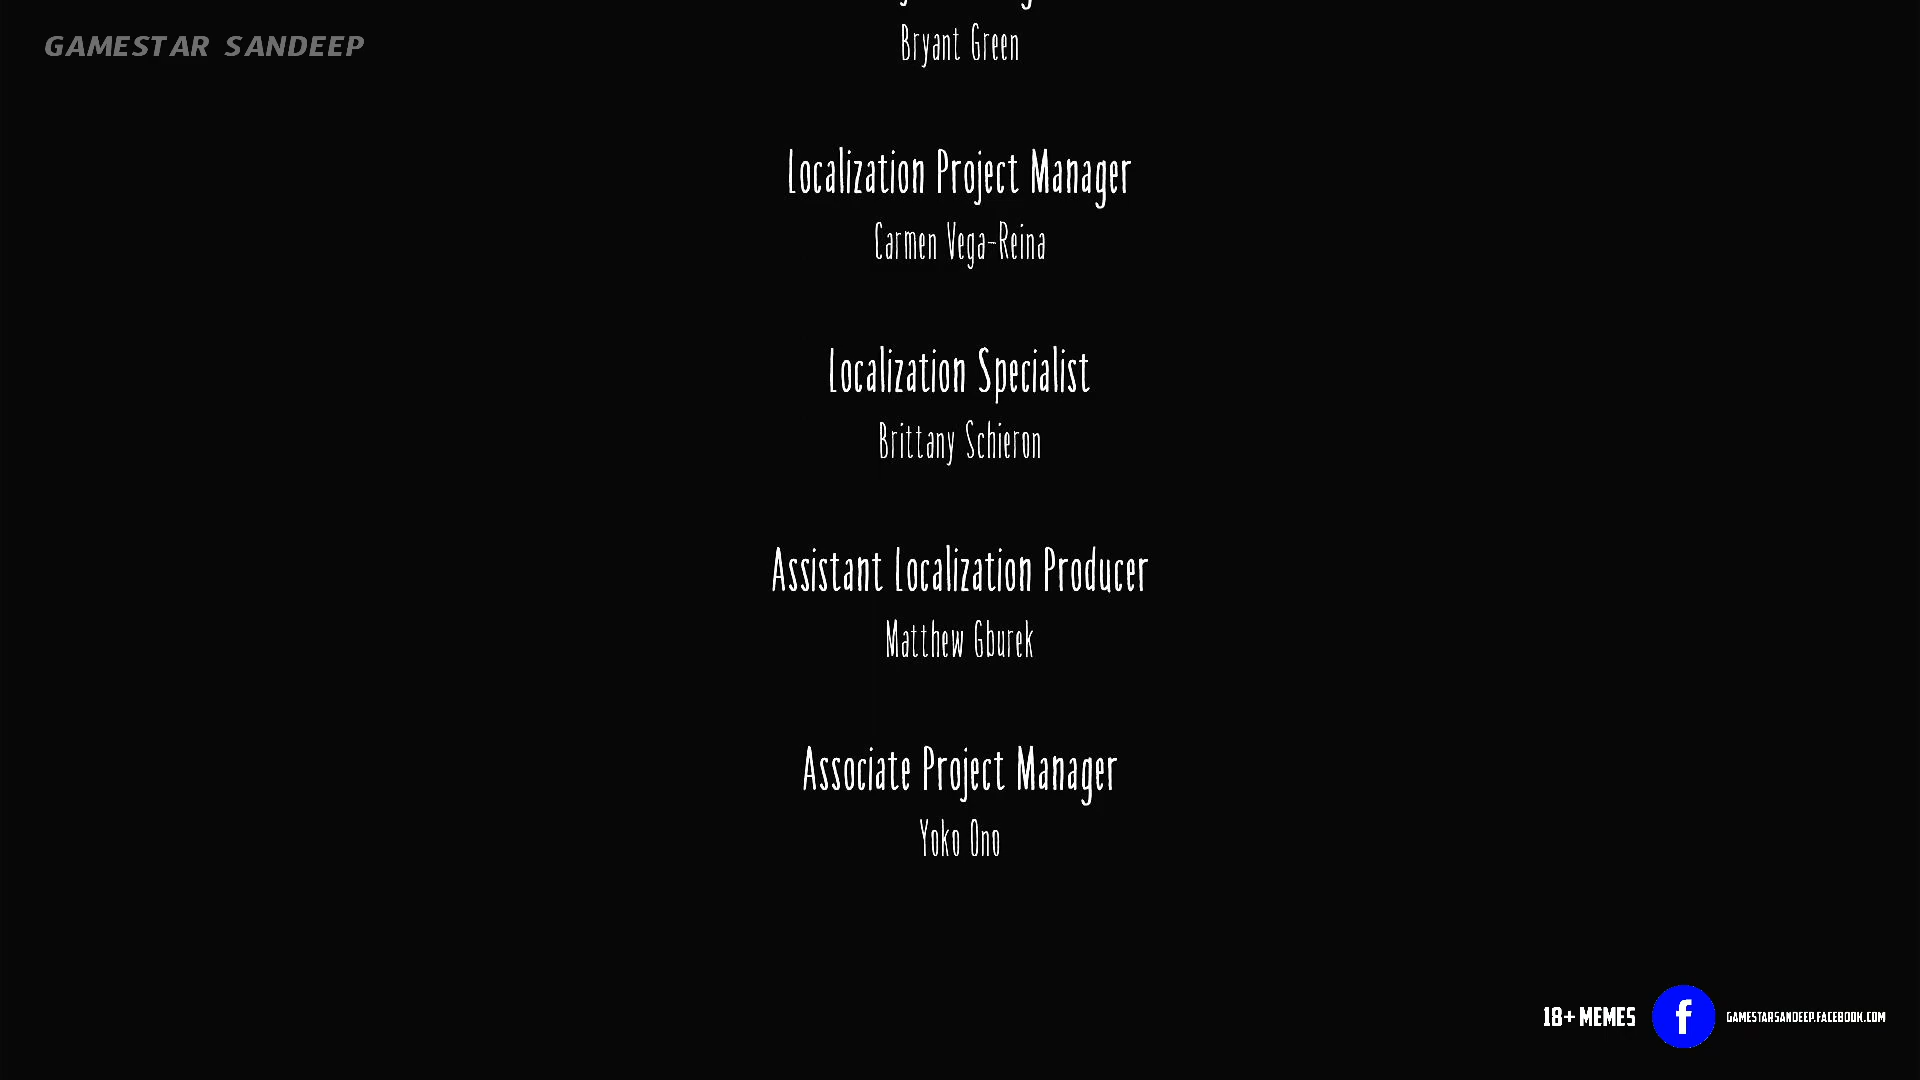 GAMESTAR SANDEEP
Bryant Green
Localization Project Manager
Carmen Vega-Reina
Localization Specialist
Brittany Schieron
Assistant Localization Producer
Matthew Gburek
Associate Project Manager
Yoko Ono
18+ MEMES
GAMESTARSANDEEP.FACEBOOK.COM